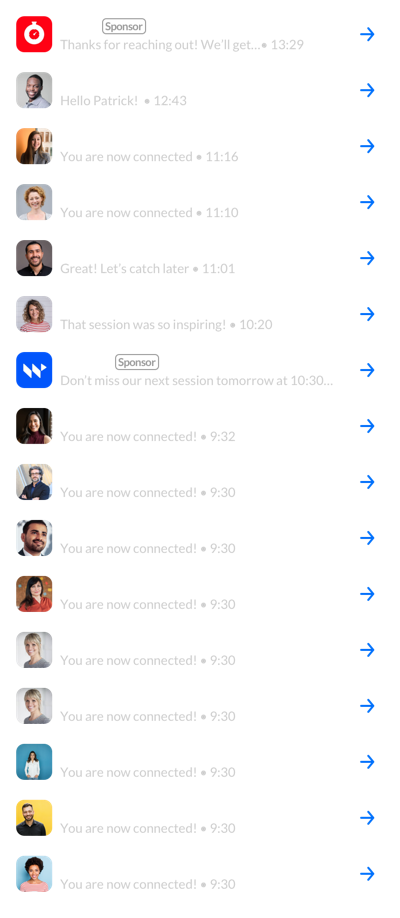 Sponsor
Thanks for reaching out! We'll get...• 13:29
Hello Patrick! • 12:43
You are now connected • 11:16
You are now connected • 11:10
Great! Let's catch later • 11:01
That session was so inspiring! • 10:20
Sponsor
Don't miss our next session tomorrow at 10:30...
You are now connected! • 9:32
You are now connected! • 9:30
You are now connected! • 9:30
You are now connected! • 9:30
You are now connected! • 9:30
You are now connected! • 9:30
You are now connected! • 9:30
You are now connected! • 9:30
You are now connected! • 9:30